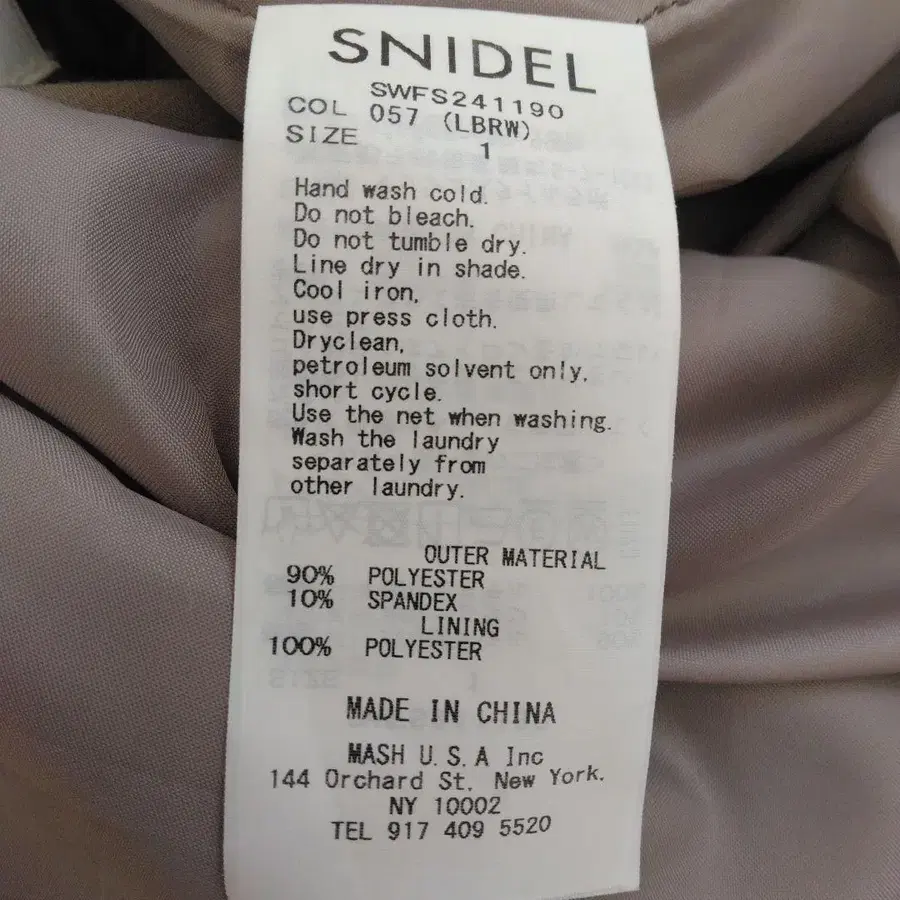 SNIDEL
SWFS241190
COL 057 (LBRW)
SIZE 1
Hand wash cold.
Do not bleach.
Do not tumble dry.
Line dry in shade.
Cool iron,
use press cloth.
Dryclean,
petroleum solvent only,
short cycle.
Use the net when washing.
Wash the laundry
separately from
other laundry.
OUTER MATERIAL
90% POLYESTER
10% SPANDEX
LINING
100% POLYESTER
MADE IN CHINA
MASH U.S.A Inc
144 Orchard St. New York.
NY 10002
TEL 917 409 5520